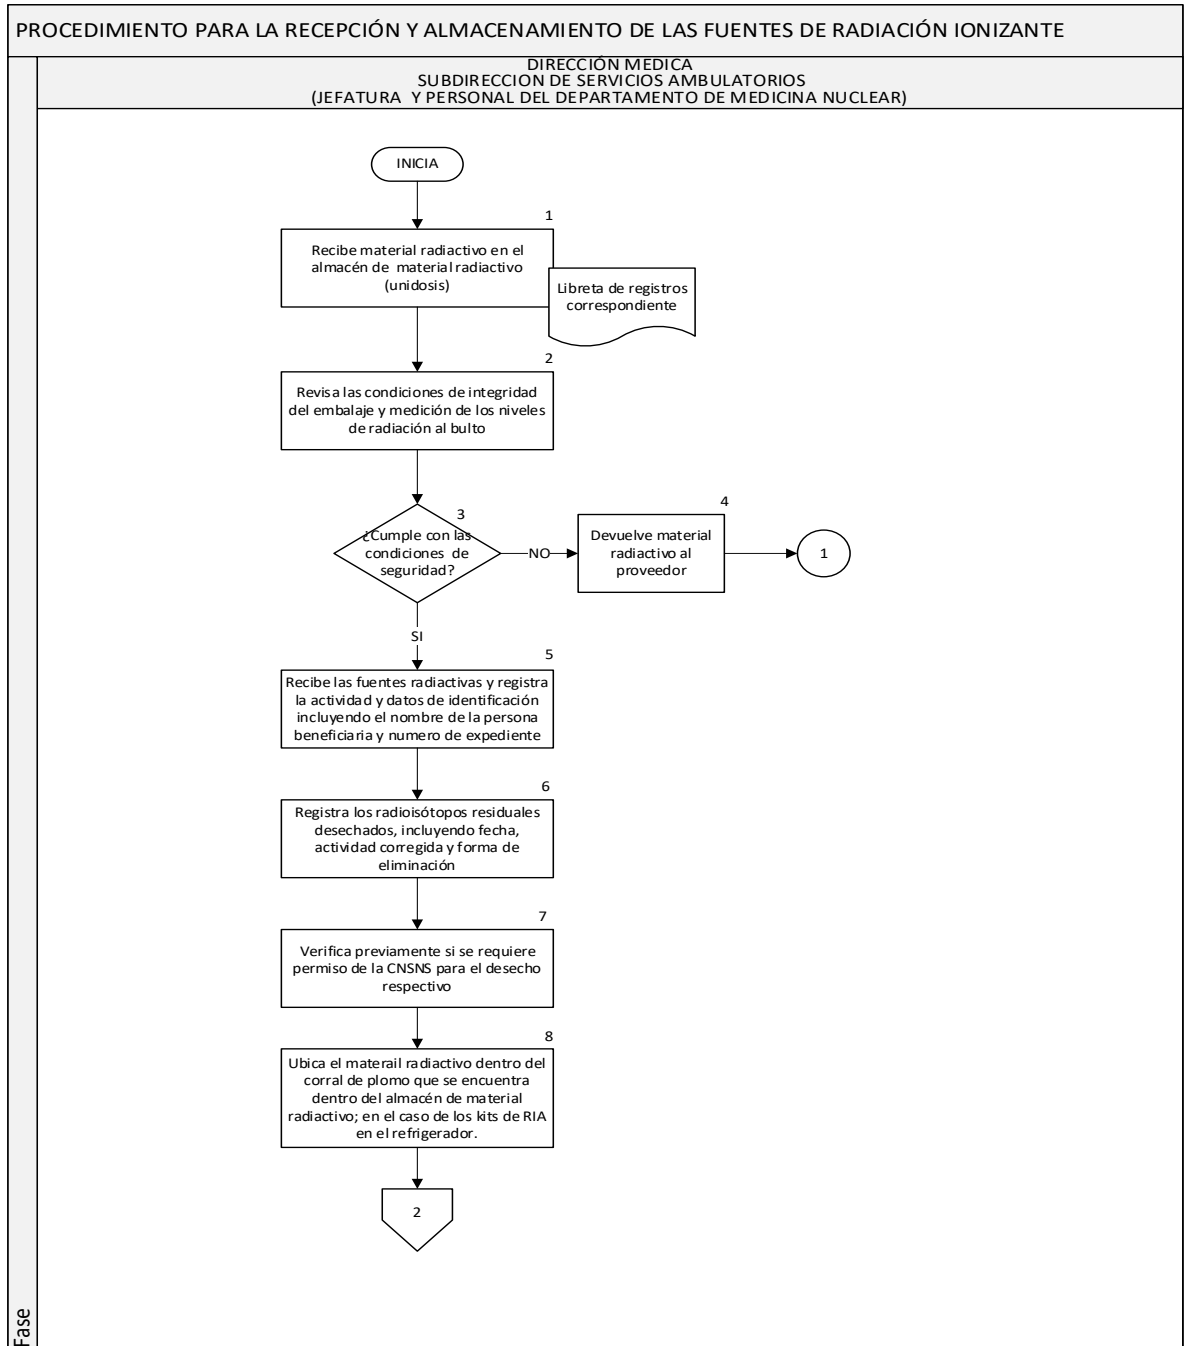 PROCEDIMIENTO PARA LA RECEPCIÓN Y ALMACENAMIENTO DE LAS FUENTES DE RADIACIÓN IONIZANTE
DIRECCIÓN MEDICA
SUBDIRECCION DE SERVICIOS AMBULATORIOS
(JEFATURA Y PERSONAL DEL DEPARTAMENTO DE MEDICINA NUCLEAR)
INICIA
1
Recibe material radiactivo en el
almacén de material radiactivo
(unidosis)
Libreta de registros
correspondiente
2
Revisa las condiciones de integridad
del embalaje y medición de los niveles
de radiación al bulto
3
¿Cumple con las
condiciones de
seguridad?
NO
4
Devuelve material
radiactivo al
proveedor
1
SI
5
Recibe las fuentes radiactivas y registra
la actividad y datos de identificación
incluyendo el nombre de la persona
beneficiaria y numero de expediente
6
Registra los radioisótopos residuales
desechados, incluyendo fecha,
actividad corregida y forma de
eliminación
7
Verifica previamente si se requiere
permiso de la CNSNS para el desecho
respectivo
8
Ubica el materail radiactivo dentro del
corral de plomo que se encuentra
dentro del almacén de material
radiactivo; en el caso de los kits de RIA
en el refrigerador.
2
Fase